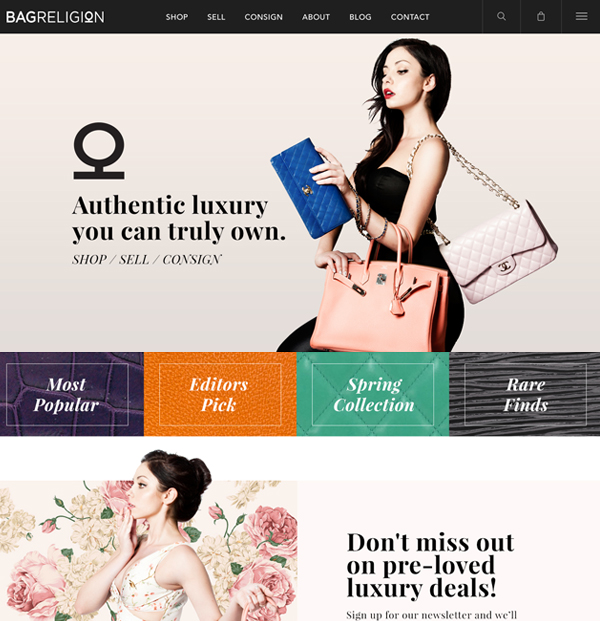 BAGRELIGION
SHOP SELL CONSIGN ABOUT BLOG CONTACT
Authentic luxury
you can truly own.
SHOP / SELL / CONSIGN
Most
Popular
Editors
Pick
Spring
Collection
Rare
Finds
Don't miss out
on pre-loved
luxury deals!
Sign up for our newsletter and we'll